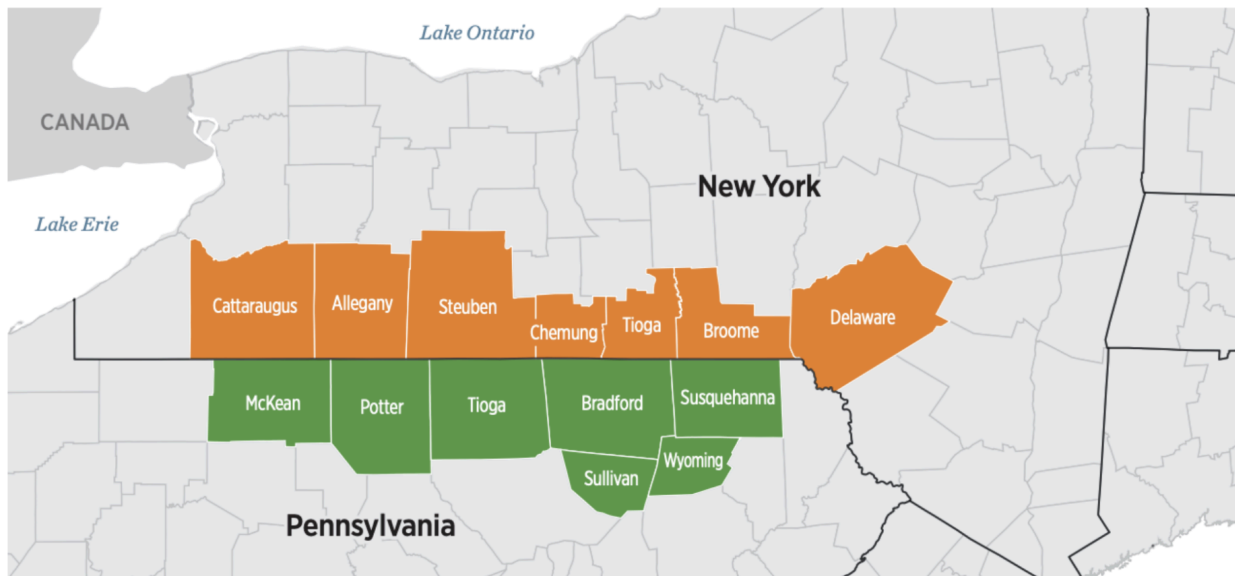 Lake Ontario
CANADA
New York
Lake Erie
Cattaraugus
Allegany
Steuben
Chemung
Tioga
Broome
Delaware
McKean
Potter
Tioga
Bradford
Susquehanna
Sullivan
Wyoming
Pennsylvania